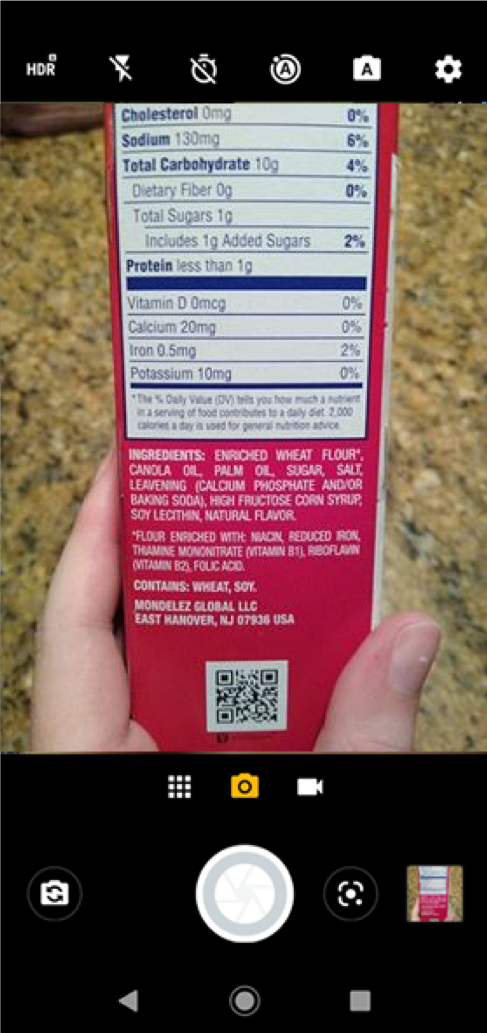 HDR
A
A
Cholesterol 0mg 0%
Sodium 130mg 6%
Total Carbohydrate 10g 4%
Dietary Fiber 0g 0%
Total Sugars 1g
Includes 1g Added Sugars 2%
Protein less than 1g
Vitamin D 0mcg 0%
Calcium 20mg 0%
Iron 0.5mg 2%
Potassium 10mg 0%
*The % Daily Value (DV) tells you how much a nutrient
in a serving of food contributes to a daily diet. 2,000
calories a day is used for general nutrition advice.
INGREDIENTS: ENRICHED WHEAT FLOUR*,
CANOLA OIL, PALM OIL, SUGAR, SALT,
LEAVENING (CALCIUM PHOSPHATE AND/OR
BAKING SODA), HIGH FRUCTOSE CORN SYRUP,
SOY LECITHIN, NATURAL FLAVOR.
*FLOUR ENRICHED WITH: NIACIN, REDUCED IRON,
THIAMINE MONONITRATE (VITAMIN B1), RIBOFLAVIN
(VITAMIN B2), FOLIC ACID.
CONTAINS: WHEAT, SOY.
MONDELEZ GLOBAL LLC
EAST HANOVER, NJ 07936 USA